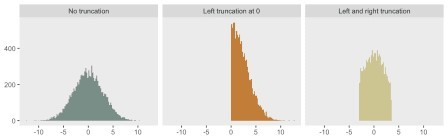 No truncation
Left truncation at 0
Left and right truncation
400
200
0
-10 -5 0 5 10
-10 -5 0 5 10
-10 -5 0 5 10